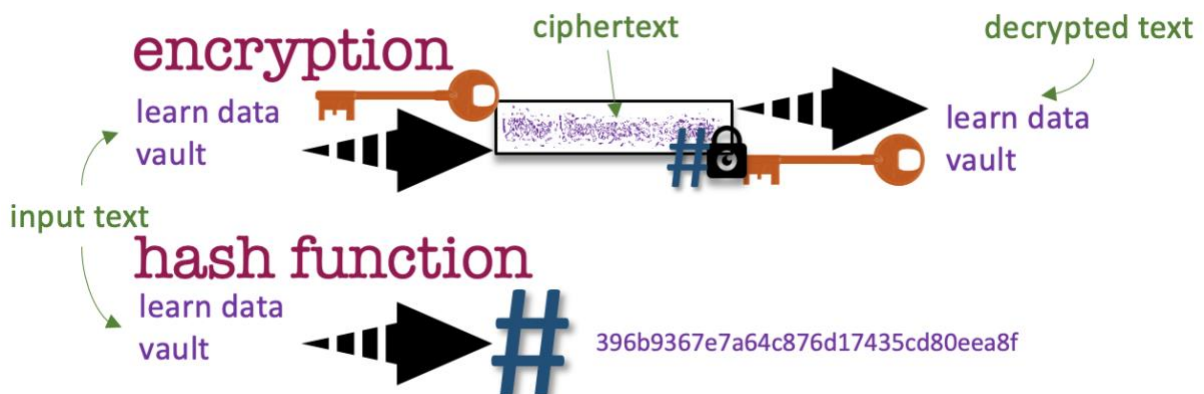 encryption
ciphertext
decrypted text
learn data
vault
learn data
vault
input text
hash function
learn data
vault
#
#
396b9367e7a64c876d17435cd80eea8f